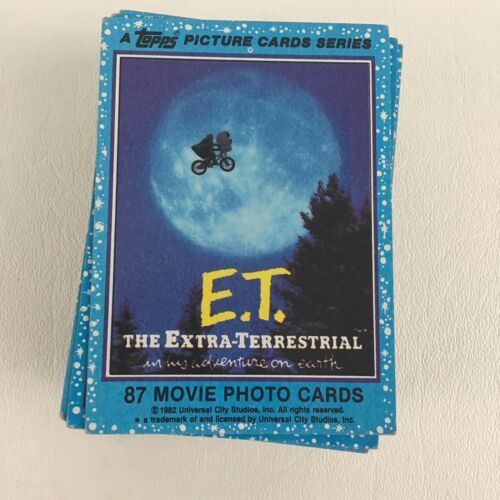 A Topps PICTURE CARDS SERIES
E.T.
THE EXTRA-TERRESTRIAL
in his adventure on earth
87 MOVIE PHOTO CARDS
©1982 Universal City Studios, Inc. All rights reserved.
★ a trademark of and licensed by Universal City Studios, Inc.